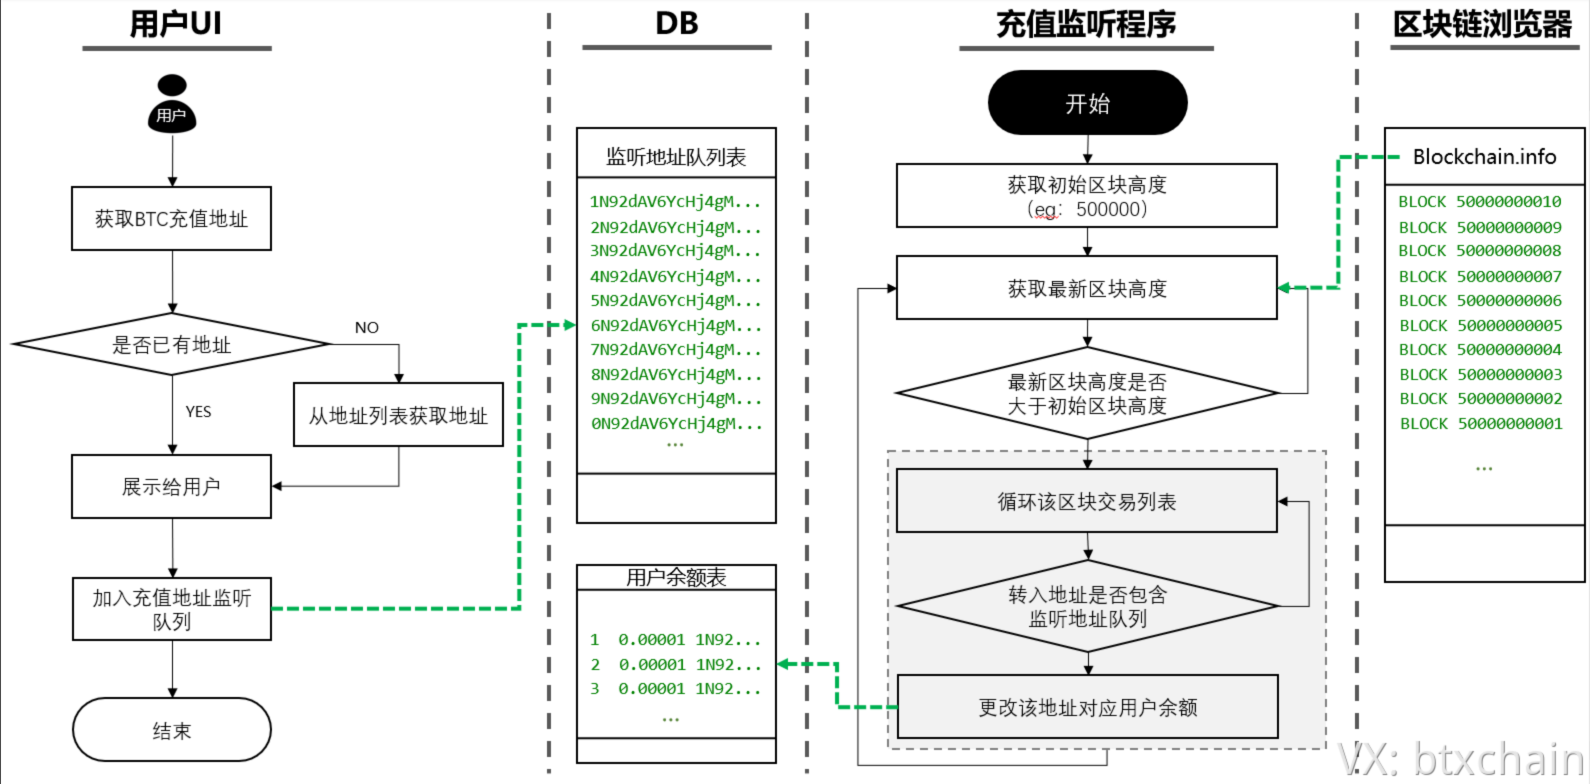 用户UI
用户
获取BTC充值地址
是否已有地址
NO
YES
从地址列表获取地址
展示给用户
加入充值地址监听
队列
结束
DB
监听地址队列表
1N92dAV6YcHj4gM...
2N92dAV6YcHj4gM...
3N92dAV6YcHj4gM...
4N92dAV6YcHj4gM...
5N92dAV6YcHj4gM...
6N92dAV6YcHj4gM...
7N92dAV6YcHj4gM...
8N92dAV6YcHj4gM...
9N92dAV6YcHj4gM...
0N92dAV6YcHj4gM...
...
用户余额表
1 0.00001 1N92...
2 0.00001 1N92...
3 0.00001 1N92...
...
充值监听程序
开始
获取初始区块高度
（eg：500000）
获取最新区块高度
最新区块高度是否
大于初始区块高度
循环该区块交易列表
转入地址是否包含
监听地址队列
更改该地址对应用户余额
区块链浏览器
Blockchain.info
BLOCK 50000000010
BLOCK 50000000009
BLOCK 50000000008
BLOCK 50000000007
BLOCK 50000000006
BLOCK 50000000005
BLOCK 50000000004
BLOCK 50000000003
BLOCK 50000000002
BLOCK 50000000001
...
VX: btxchain